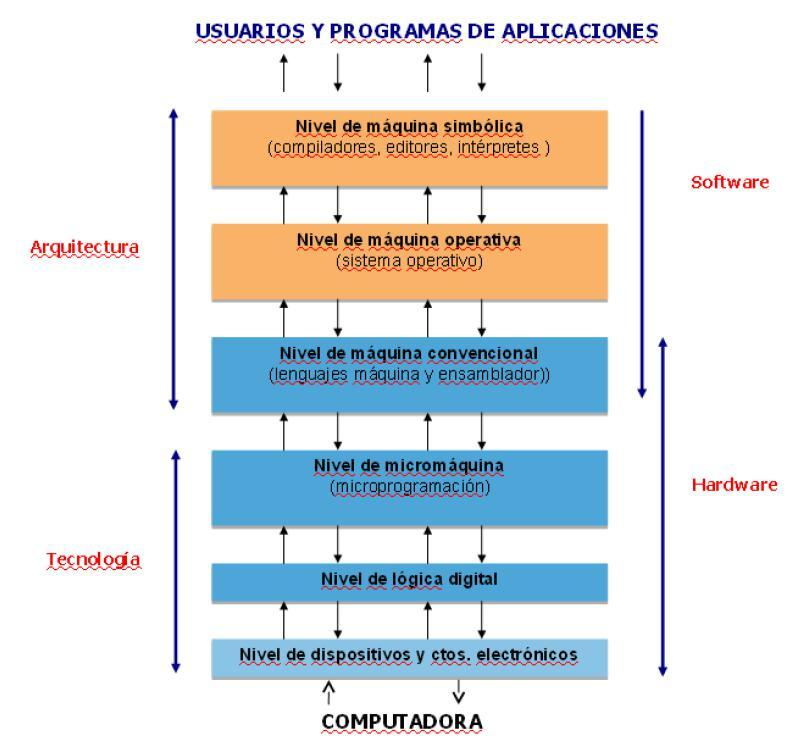 USUARIOS Y PROGRAMAS DE APLICACIONES
Nivel de máquina simbólica
(compiladores, editores, intérpretes )
Software
Nivel de máquina operativa
(sistema operativo)
Arquitectura
Nivel de máquina convencional
(lenguajes máquina y ensamblador))
Nivel de micromáquina
(microprogramación)
Hardware
Tecnología
Nivel de lógica digital
Nivel de dispositivos y ctos. electrónicos
COMPUTADORA